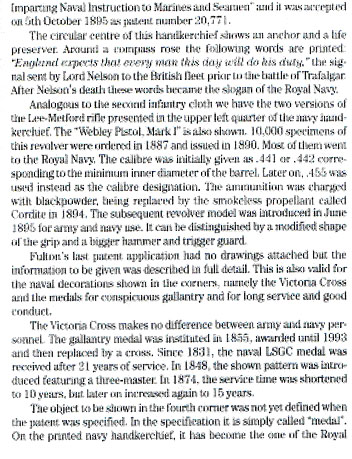 Imparting Naval Instruction to Marines and Seamen" and it was accepted
on 5th October 1895 as patent number 20,771.
The circular centre of this handkerchief shows an anchor and a life
preserver. Around a compass rose the following words are printed:
"England expects that every man this day will do his duty," the sig-
nal sent by Lord Nelson to the British fleet prior to the battle of Trafalgar.
After Nelson's death these words became the slogan of the Royal Navy.
Analogous to the second infantry cloth we have the two versions of
the Lee-Metford rifle presented in the upper left quarter of the navy hand-
kerchief. The "Webley Pistol, Mark I" is also shown. 10,000 specimens of
this revolver were ordered in 1887 and issued in 1890. Most of them went
to the Royal Navy. The calibre was initially given as .441 or .442 corre-
sponding to the minimum inner diameter of the barrel. Later on, .455 was
used instead as the calibre designation. The ammunition was charged
with blackpowder, being replaced by the smokeless propellant called
Cordite in 1894. The subsequent revolver model was introduced in June
1895 for army and navy use. It can be distinguished by a modified shape
of the grip and a bigger hammer and trigger guard.
Fulton's last patent application had no drawings attached but the
information to be given was described in full detail. This is also valid for
the naval decorations shown in the corners, namely the Victoria Cross
and the medals for conspicuous gallantry and for long service and good
conduct.
The Victoria Cross makes no difference between army and navy per-
sonnel. The gallantry medal was instituted in 1855, awarded until 1993
and then replaced by a cross. Since 1831, the naval LSGC medal was
received after 21 years of service. In 1848, the shown pattern was intro-
duced featuring a three-master. In 1874, the service time was shortened
to 10 years, but later on increased again to 15 years.
The object to be shown in the fourth corner was not yet defined when
the patent was specified. In the specification it is simply called "medal".
On the printed navy handkerchief, it has become the one of the Royal